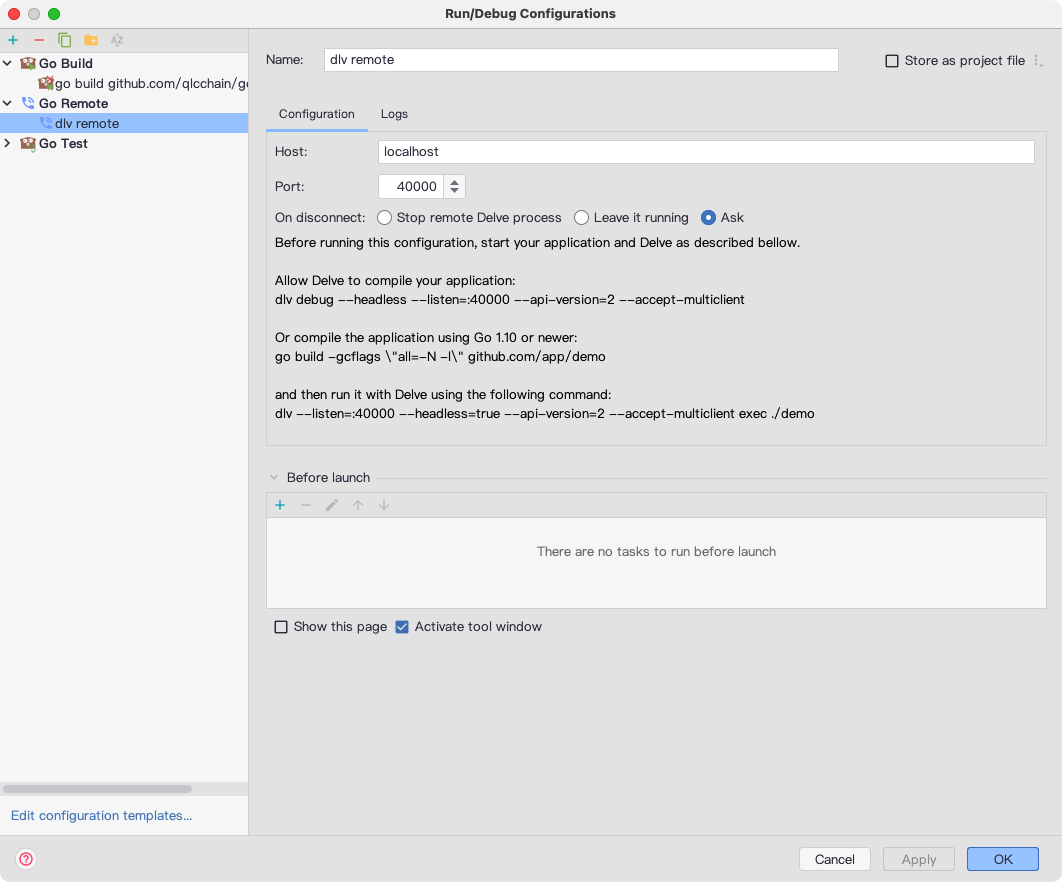 Run/Debug Configurations
Go Build
go build github.com/qlcchain/go
Go Remote
dlv remote
Go Test
Edit configuration templates...
Name:
dlv remote
Store as project file
Configuration
Logs
Host:
localhost
Port:
40000
On disconnect:
Stop remote Delve process
Leave it running
Ask
Before running this configuration, start your application and Delve as described bellow.
Allow Delve to compile your application:
dlv debug --headless --listen=:40000 --api-version=2 --accept-multiclient
Or compile the application using Go 1.10 or newer:
go build -gcflags \"all=-N -l\" github.com/app/demo
and then run it with Delve using the following command:
dlv --listen=:40000 --headless=true --api-version=2 --accept-multiclient exec ./demo
Before launch
There are no tasks to run before launch
Show this page
Activate tool window
Cancel
Apply
OK